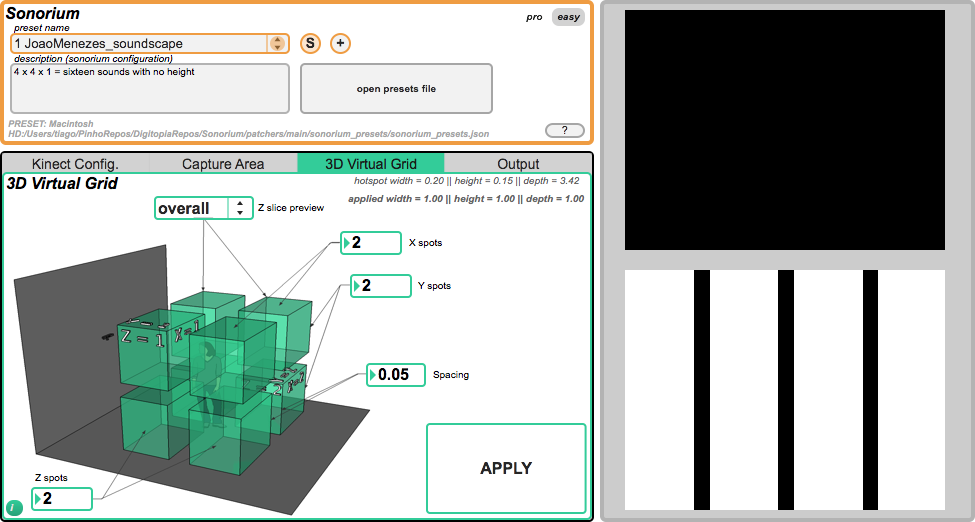 Sonorium
pro
easy
preset name
1 JoaoMenezes_soundscape
S
+
description (sonorium configuration)
4 x 4 x 1 = sixteen sounds with no height
open presets file
PRESET: Macintosh
HD:/Users/tiago/PinhoRepos/DigitopiaRepos/Sonorium/patchers/main/sonorium_presets/sonorium_presets.json
?
Kinect Config.
Capture Area
3D Virtual Grid
Output
3D Virtual Grid
hotspot width = 0.20 || height = 0.15 || depth = 3.42
applied width = 1.00 || height = 1.00 || depth = 1.00
overall
Z slice preview
2
X spots
2
Y spots
Z = 1
X=1
0.05
Spacing
APPLY
Z spots
2
i